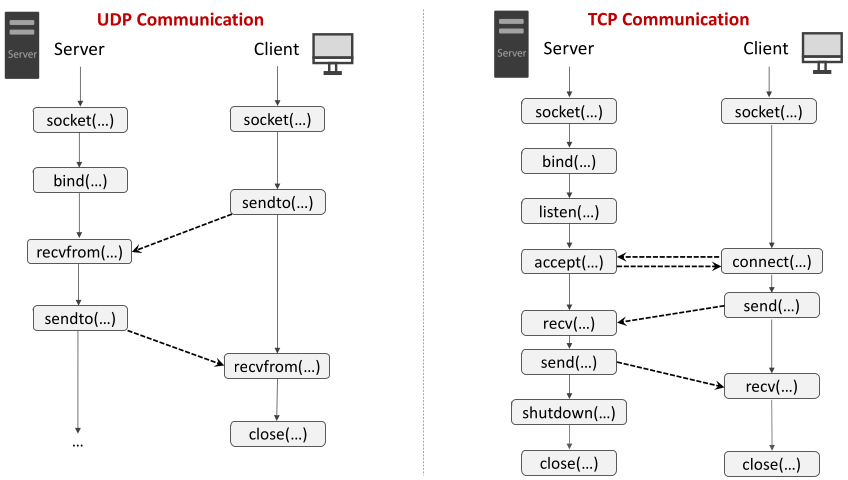 UDP Communication
Server
Server
Client
socket(...)
bind(...)
recvfrom(...)
sendto(...)
...
socket(...)
sendto(...)
recvfrom(...)
close(...)
TCP Communication
Server
Server
Client
socket(...)
bind(...)
listen(...)
accept(...)
recv(...)
send(...)
shutdown(...)
close(...)
socket(...)
connect(...)
send(...)
recv(...)
close(...)